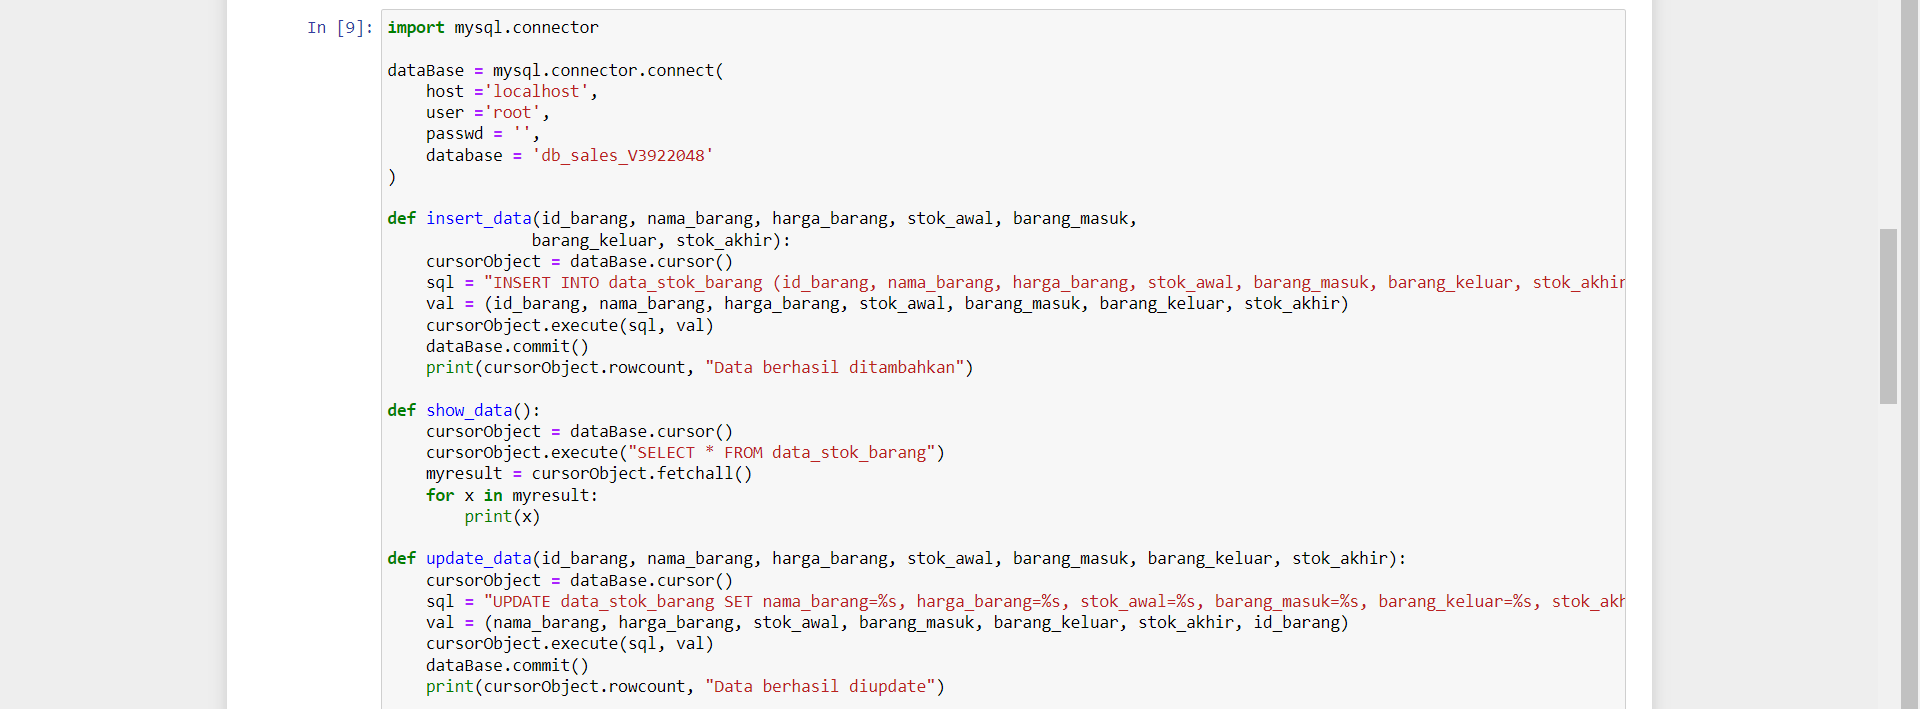 In [9]: import mysql.connector
dataBase = mysql.connector.connect(
host ='localhost',
user ='root',
passwd = '',
database = 'db_sales_V3922048'
)
def insert_data(id_barang, nama_barang, harga_barang, stok_awal, barang_masuk,
barang_keluar, stok_akhir):
cursorObject = dataBase.cursor()
sql = "INSERT INTO data_stok_barang (id_barang, nama_barang, harga_barang, stok_awal, barang_masuk, barang_keluar, stok_akhir
val = (id_barang, nama_barang, harga_barang, stok_awal, barang_masuk, barang_keluar, stok_akhir)
cursorObject.execute(sql, val)
dataBase.commit()
print(cursorObject.rowcount, "Data berhasil ditambahkan")
def show_data():
cursorObject = dataBase.cursor()
cursorObject.execute("SELECT * FROM data_stok_barang")
myresult = cursorObject.fetchall()
for x in myresult:
print(x)
def update_data(id_barang, nama_barang, harga_barang, stok_awal, barang_masuk, barang_keluar, stok_akhir):
cursorObject = dataBase.cursor()
sql = "UPDATE data_stok_barang SET nama_barang=%s, harga_barang=%s, stok_awal=%s, barang_masuk=%s, barang_keluar=%s, stok_akh
val = (nama_barang, harga_barang, stok_awal, barang_masuk, barang_keluar, stok_akhir, id_barang)
cursorObject.execute(sql, val)
dataBase.commit()
print(cursorObject.rowcount, "Data berhasil diupdate")